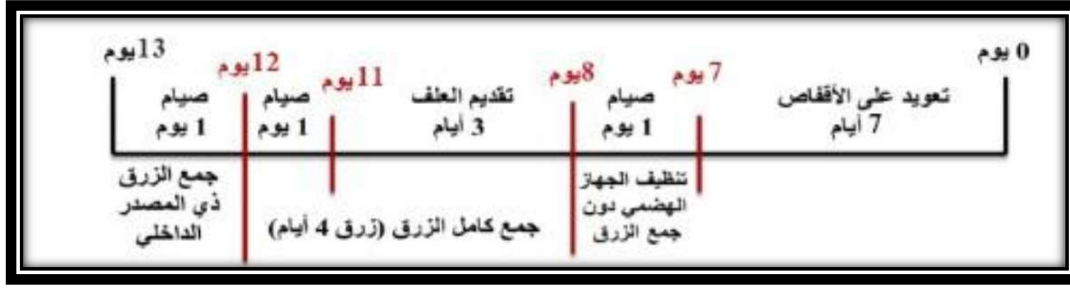 0 يوم
تعويد على الأقفاص
7 أيام
7 يوم
صيام
1 يوم
8يوم
تقديم العلف
3 أيام
11يوم
صيام
1 يوم
12يوم
صيام
1 يوم
13يوم
تنظيف الجهاز
الهضمي دون
جمع الزرق
جمع كامل الزرق (زرق 4 أيام)
جمع الزرق
ذي المصدر
الداخلي